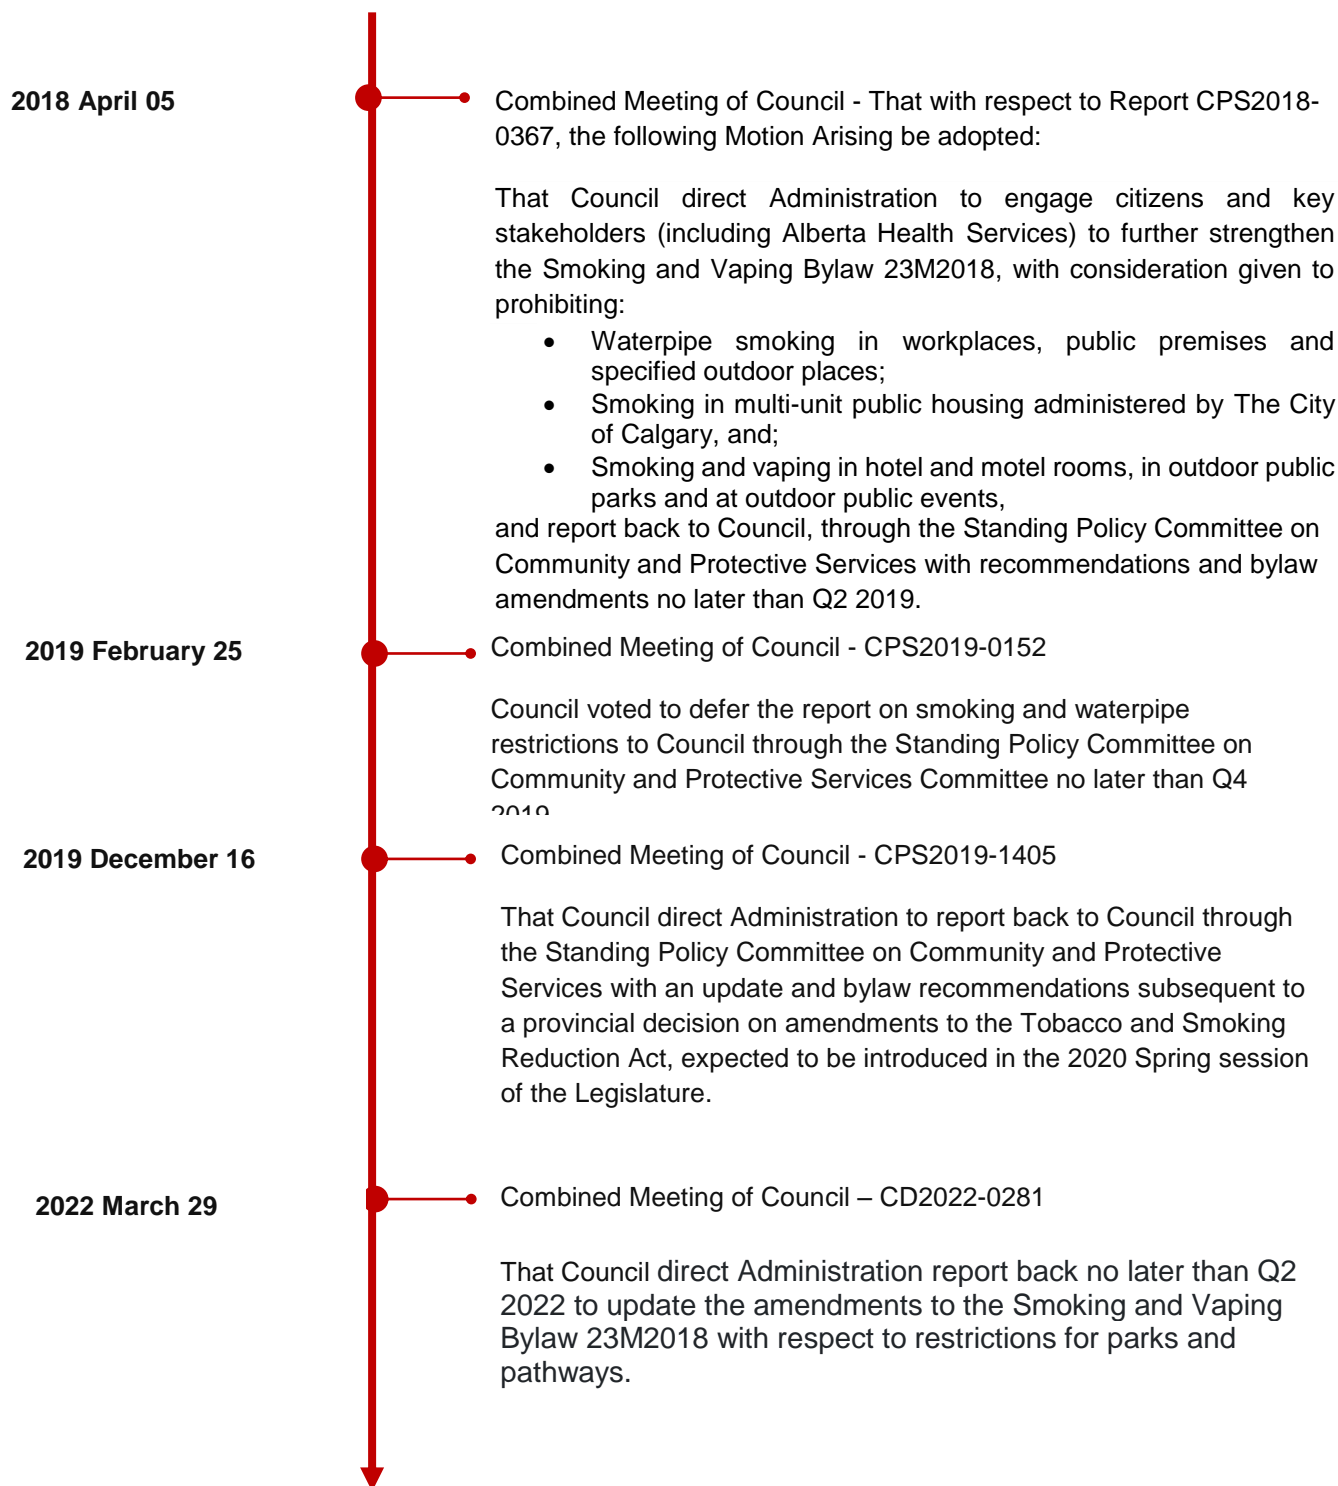 2018 April 05
Combined Meeting of Council - That with respect to Report CPS2018-
0367, the following Motion Arising be adopted:
That Council direct Administration to engage citizens and key
stakeholders (including Alberta Health Services) to further strengthen
the Smoking and Vaping Bylaw 23M2018, with consideration given to
prohibiting:
• Waterpipe smoking in workplaces, public premises and
specified outdoor places;
• Smoking in multi-unit public housing administered by The City
of Calgary, and;
• Smoking and vaping in hotel and motel rooms, in outdoor public
parks and at outdoor public events,
and report back to Council, through the Standing Policy Committee on
Community and Protective Services with recommendations and bylaw
amendments no later than Q2 2019.
2019 February 25
Combined Meeting of Council - CPS2019-0152
Council voted to defer the report on smoking and waterpipe
restrictions to Council through the Standing Policy Committee on
Community and Protective Services Committee no later than Q4
2019
2019 December 16
Combined Meeting of Council - CPS2019-1405
That Council direct Administration to report back to Council through
the Standing Policy Committee on Community and Protective
Services with an update and bylaw recommendations subsequent to
a provincial decision on amendments to the Tobacco and Smoking
Reduction Act, expected to be introduced in the 2020 Spring session
of the Legislature.
2022 March 29
Combined Meeting of Council – CD2022-0281
That Council direct Administration report back no later than Q2
2022 to update the amendments to the Smoking and Vaping
Bylaw 23M2018 with respect to restrictions for parks and
pathways.